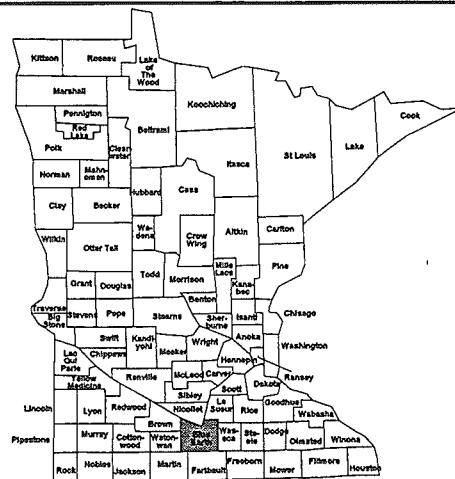 Kittson
Roseau
Lake
of
The
Wood
Marshall
Koochiching
Cook
Pennington
Red
Lake
Beltrami
Polk
Clear-
water
Itasca
St Louis
Lake
Norman
Mahn-
omen
Hubbard
Cass
Clay
Becker
Wa-
dena
Crow
Wing
Aitkin
Carlton
Wilkin
Otter Tail
Todd
Morrison
Mille
Lacs
Kana-
bec
Pine
Grant
Douglas
Benton
Traverse
Big
Stone
Stevens
Pope
Stearns
Sher-
burne
Isanti
Chisago
Swift
Kandi-
yohi
Meeker
Wright
Anoka
Washington
Lac
Qui
Parle
Chippewa
Hennepin
Ramsey
Yellow
Medicine
Renville
McLeod
Carver
Scott
Dakota
Lincoln
Lyon
Redwood
Sibley
Nicollet
Le
Sueur
Rice
Goodhue
Wabasha
Pipestone
Murray
Cotton-
wood
Brown
Waton-
wan
Blue
Earth
Was-
eca
Ste-
ele
Dodge
Olmsted
Winona
Rock
Nobles
Jackson
Martin
Faribault
Freeborn
Mower
Fillmore
Houston